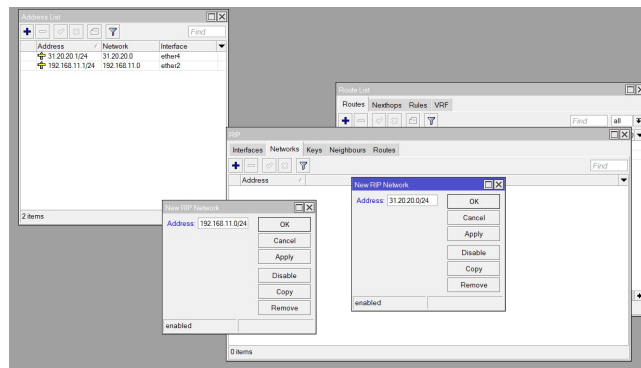 Address List
Find
Address Network Interface
31.20.20.1/24 31.20.20.0 ether4
192.168.11.1/24 192.168.11.0 ether2
2 items
Route List
Routes Nexthops Rules VRF
Find all
RIP
Interfaces Networks Keys Neighbours Routes
Find
Address
0 items
New RIP Network
Address: 192.168.11.0/24
OK
Cancel
Apply
Disable
Copy
Remove
enabled
New RIP Network
Address: 31.20.20.0/24
OK
Cancel
Apply
Disable
Copy
Remove
enabled